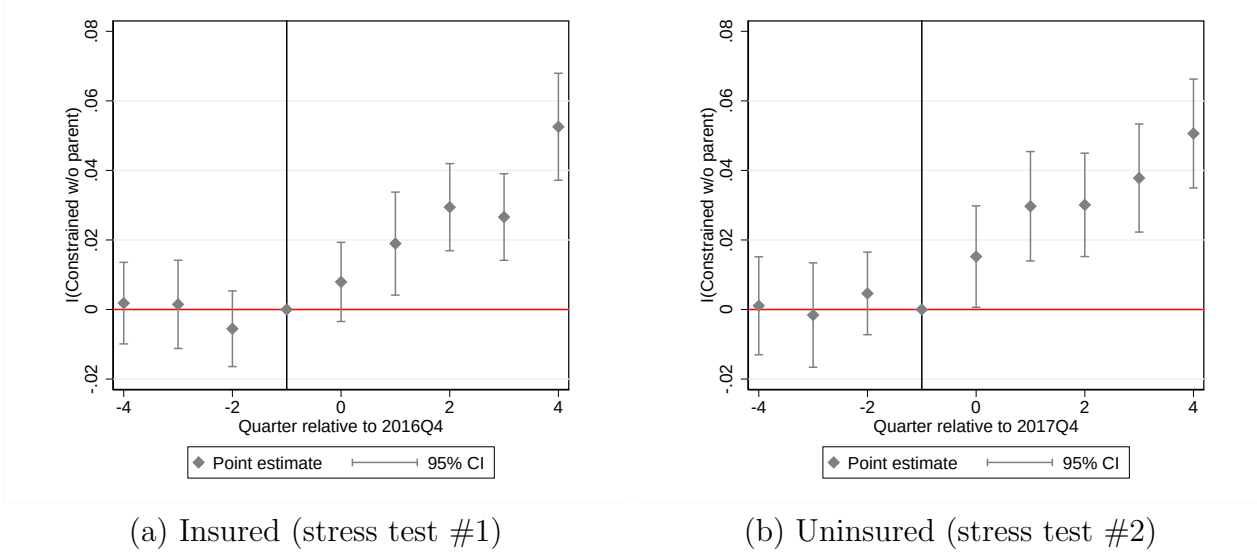 I(Constrained w/o parent)
.08
.06
.04
.02
0
-.02
-4
-2
0
2
4
Quarter relative to 2016Q4
Point estimate
95% CI
(a) Insured (stress test #1)
I(Constrained w/o parent)
.08
.06
.04
.02
0
-.02
-4
-2
0
2
4
Quarter relative to 2017Q4
Point estimate
95% CI
(b) Uninsured (stress test #2)